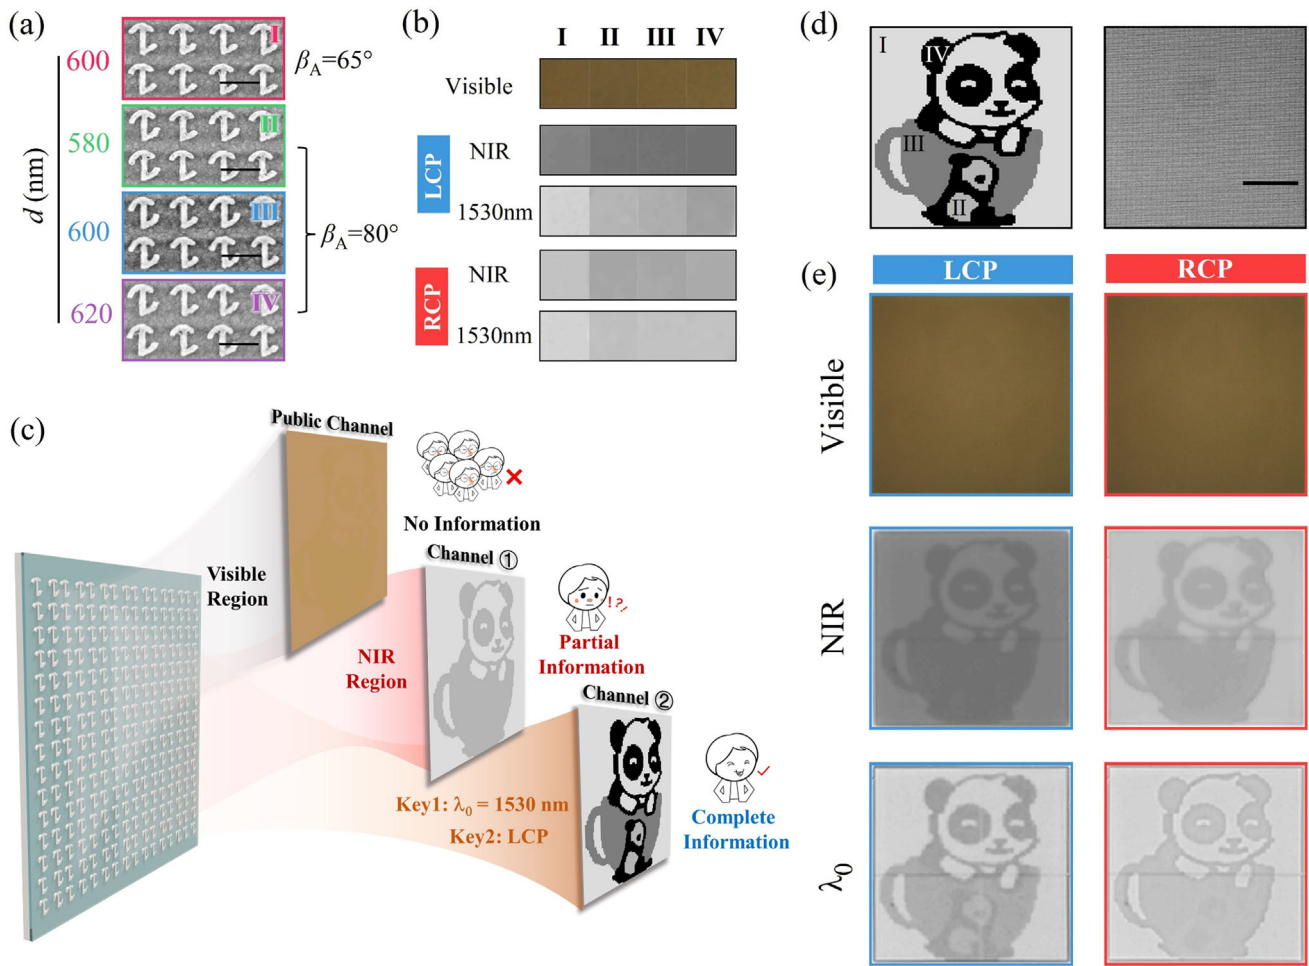 (a)
d (nm)
600
I
βA=65°
580
II
600
III
βA=80°
620
IV
(b)
I II III IV
Visible
LCP
NIR
1530nm
RCP
NIR
1530nm
(c)
Public Channel
No Information
Visible
Region
Channel ①
!?!
Partial
Information
NIR
Region
Channel ②
Key1: λ0 = 1530 nm
Key2: LCP
Complete
Information
(d)
I
IV
III
II
(e)
LCP RCP
Visible
NIR
λ0